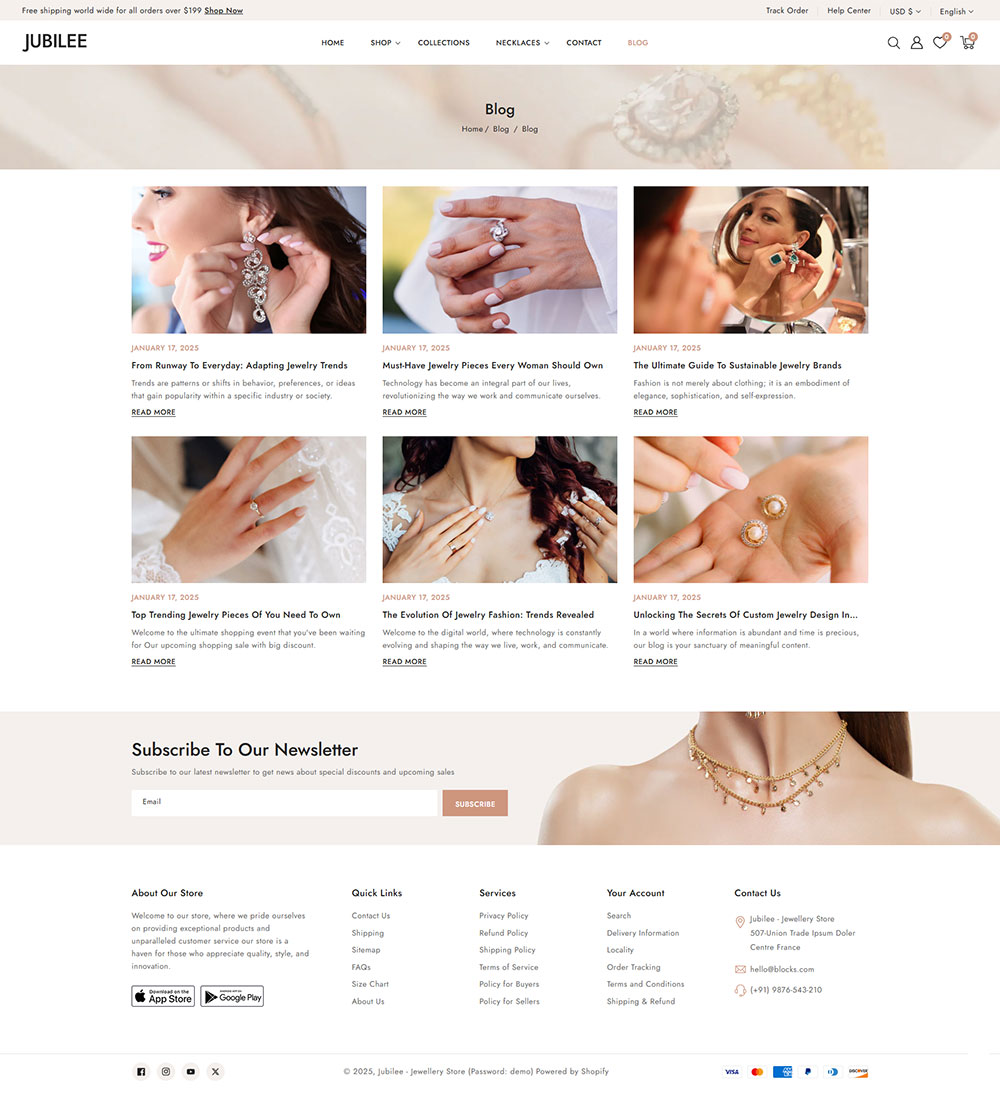 Free shipping world wide for all orders over $199 Shop Now
Track Order
Help Center
USD $
English
JUBILEE
HOME
SHOP
COLLECTIONS
NECKLACES
CONTACT
BLOG
0
0
Blog
Home / Blog / Blog
JANUARY 17, 2025
From Runway To Everyday: Adapting Jewelry Trends
Trends are patterns or shifts in behavior, preferences, or ideas
that gain popularity within a specific industry or society.
READ MORE
JANUARY 17, 2025
Must-Have Jewelry Pieces Every Woman Should Own
Technology has become an integral part of our lives,
revolutionizing the way we work and communicate ourselves.
READ MORE
JANUARY 17, 2025
The Ultimate Guide To Sustainable Jewelry Brands
Fashion is not merely about clothing; it is an embodiment of
elegance, sophistication, and self-expression.
READ MORE
JANUARY 17, 2025
Top Trending Jewelry Pieces Of You Need To Own
Welcome to the ultimate shopping event that you've been waiting
for Our upcoming shopping sale with big discount.
READ MORE
JANUARY 17, 2025
The Evolution Of Jewelry Fashion: Trends Revealed
Welcome to the digital world, where technology is constantly
evolving and shaping the way we live, work, and communicate.
READ MORE
JANUARY 17, 2025
Unlocking The Secrets Of Custom Jewelry Design In...
In a world where information is abundant and time is precious,
our blog is your sanctuary of meaningful content.
READ MORE
Subscribe To Our Newsletter
Subscribe to our latest newsletter to get news about special discounts and upcoming sales
Email
SUBSCRIBE
About Our Store
Welcome to our store, where we pride ourselves
on providing exceptional products and
unparalleled customer service our store is a
haven for those who appreciate quality, style, and
innovation.
Download on the
App Store
ANDROID APP ON
Google Play
Quick Links
Contact Us
Shipping
Sitemap
FAQs
Size Chart
About Us
Services
Privacy Policy
Refund Policy
Shipping Policy
Terms of Service
Policy for Buyers
Policy for Sellers
Your Account
Search
Delivery Information
Locality
Order Tracking
Terms and Conditions
Shipping & Refund
Contact Us
Jubilee - Jewellery Store
507-Union Trade Ipsum Doler
Centre France
hello@blocks.com
(+91) 9876-543-210
© 2025, Jubilee - Jewellery Store (Password: demo) Powered by Shopify
VISA
DISCOVER